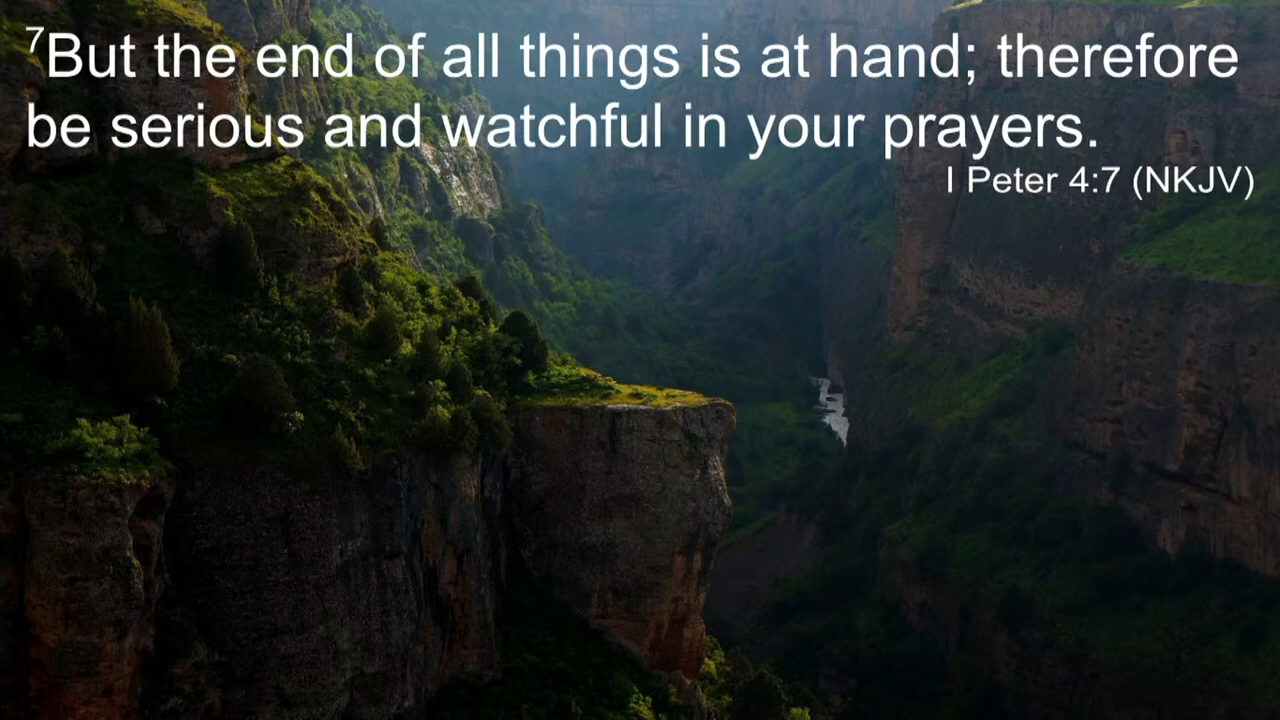 7But the end of all things is at hand; therefore
be serious and watchful in your prayers.
I Peter 4:7 (NKJV)